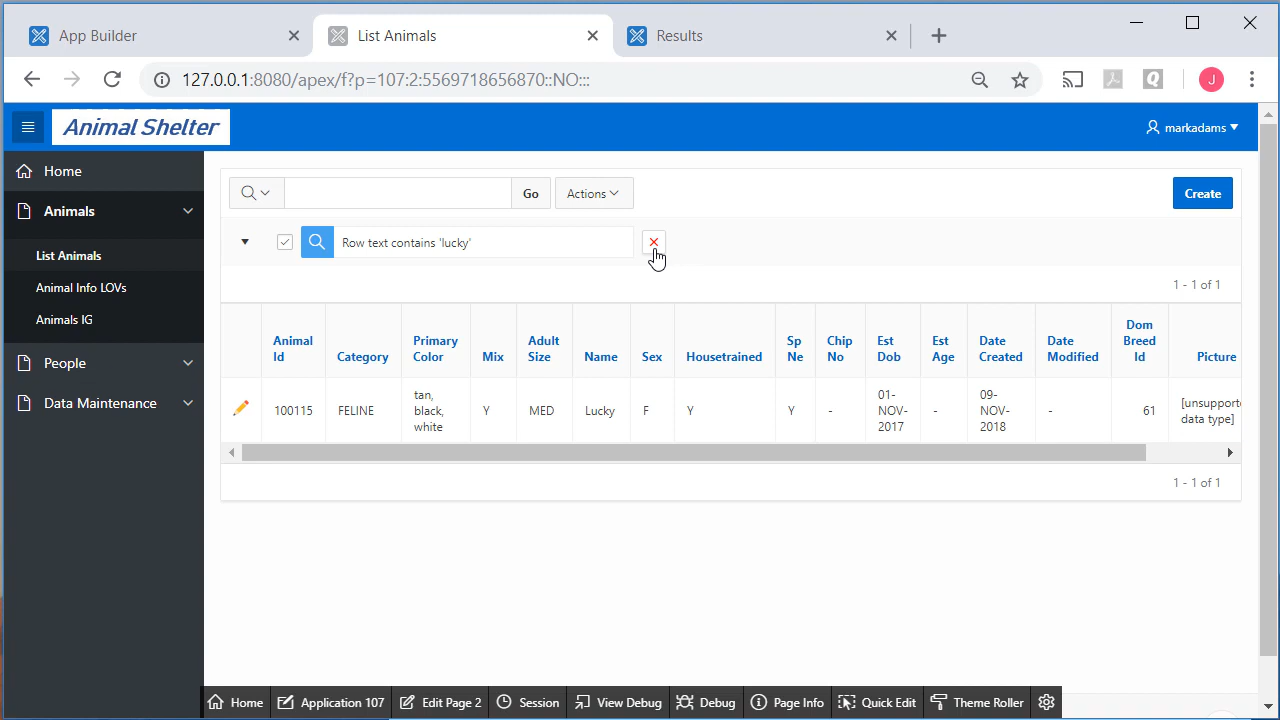 App Builder
List Animals
Results
127.0.0.1:8080/apex/f?p=107:2:5569718656870::NO:::
J
Animal Shelter
markadams
Home
Animals
List Animals
Animal Info LOVs
Animals IG
People
Data Maintenance
Go
Actions
Create
Row text contains 'lucky'
1 - 1 of 1
Animal Id
Category
Primary Color
Mix
Adult Size
Name
Sex
Housetrained
Sp Ne
Chip No
Est Dob
Est Age
Date Created
Date Modified
Dom Breed Id
Picture
100115
FELINE
tan, black, white
Y
MED
Lucky
F
Y
Y
-
01-NOV-2017
-
09-NOV-2018
-
61
[unsupporte data type]
1 - 1 of 1
Home
Application 107
Edit Page 2
Session
View Debug
Debug
Page Info
Quick Edit
Theme Roller